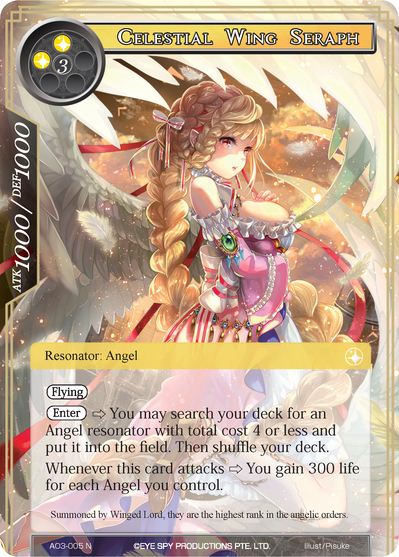 Celestial Wing Seraph
3
ATK 1000 / DEF 1000
Resonator: Angel
Flying
Enter ⇨ You may search your deck for an
Angel resonator with total cost 4 or less and
put it into the field. Then shuffle your deck.
Whenever this card attacks ⇨ You gain 300 life
for each Angel you control.
Summoned by Winged Lord, they are the highest rank in the angelic orders.
AO3-005 N
©EYE SPY PRODUCTIONS PTE. LTD.
Illust/Pisuke